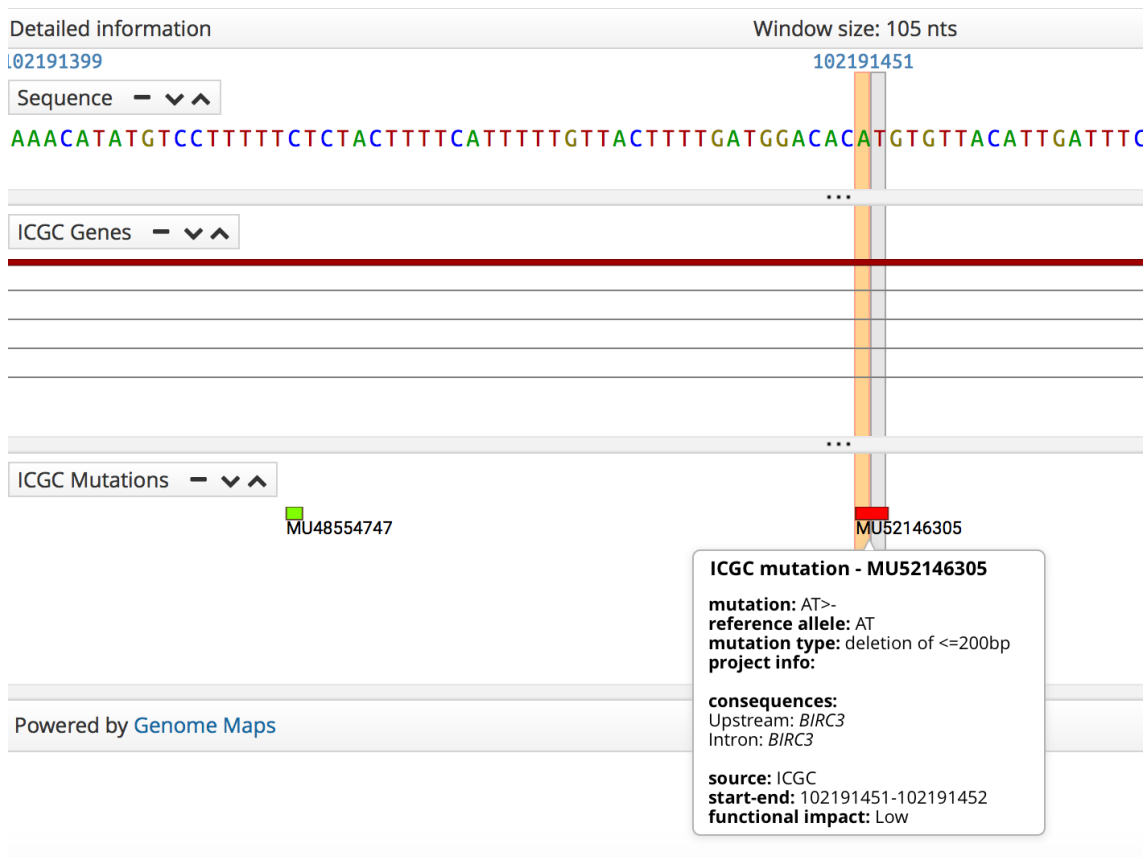 Detailed information Window size: 105 nts
102191399 102191451
Sequence
AAACATATGTCCTTTTTCTCTACTTTTCATTTTTGTTACTTTTGATGGACACATGTGTTACATTGATTTC
ICGC Genes
ICGC Mutations
MU48554747 MU52146305
ICGC mutation - MU52146305
mutation: AT>-
reference allele: AT
mutation type: deletion of <=200bp
project info:
consequences:
Upstream: BIRC3
Intron: BIRC3
source: ICGC
start-end: 102191451-102191452
functional impact: Low
Powered by Genome Maps